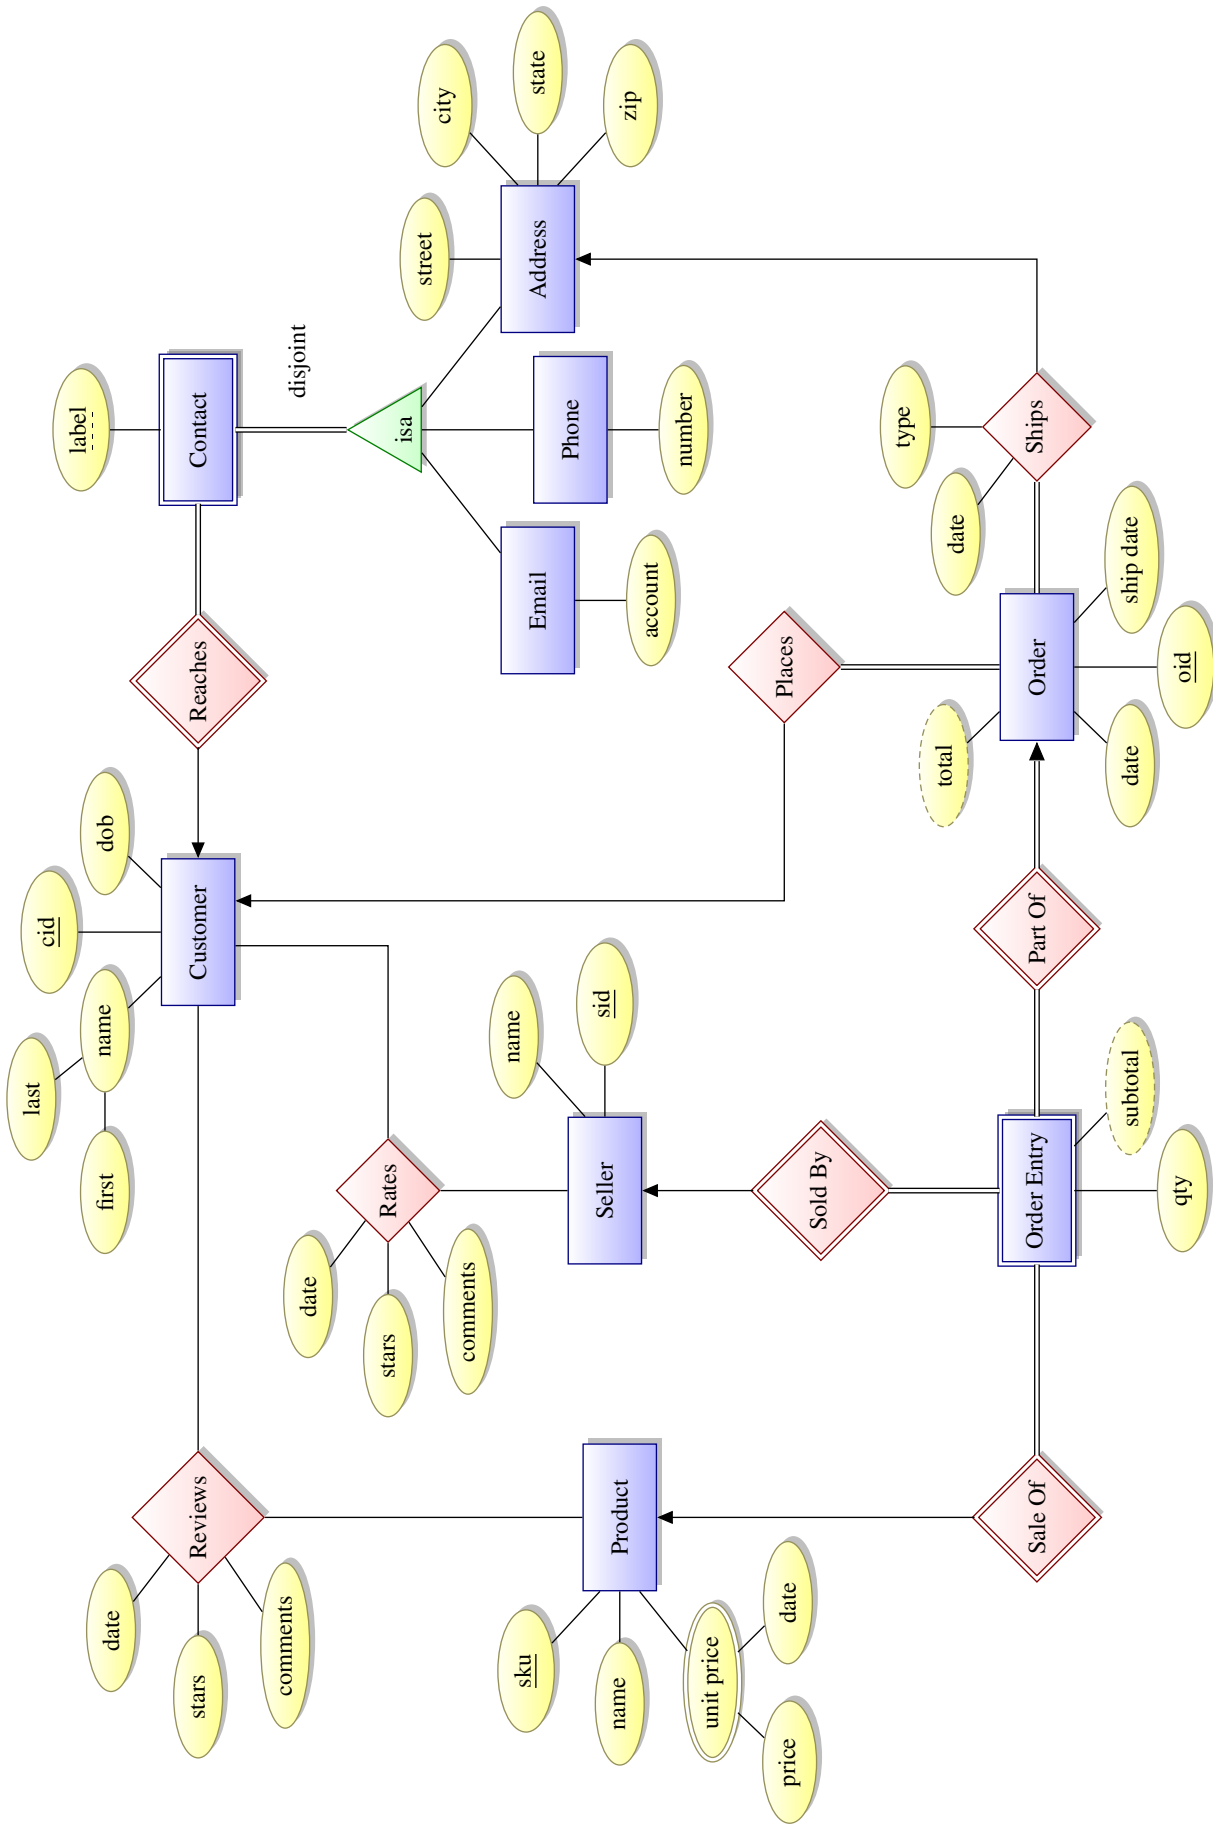 last
cid
label
first
name
dob
date
stars
Reviews
Customer
Reaches
Contact
comments
disjoint
date
stars
Rates
isa
street
city
comments
name
sku
Email
Address
state
Phone
Seller
sid
name
Product
zip
account
number
unit price
price
date
Places
Sold By
type
total
date
Sale Of
Order Entry
Part Of
Order
Ships
subtotal
date
ship date
qty
oid